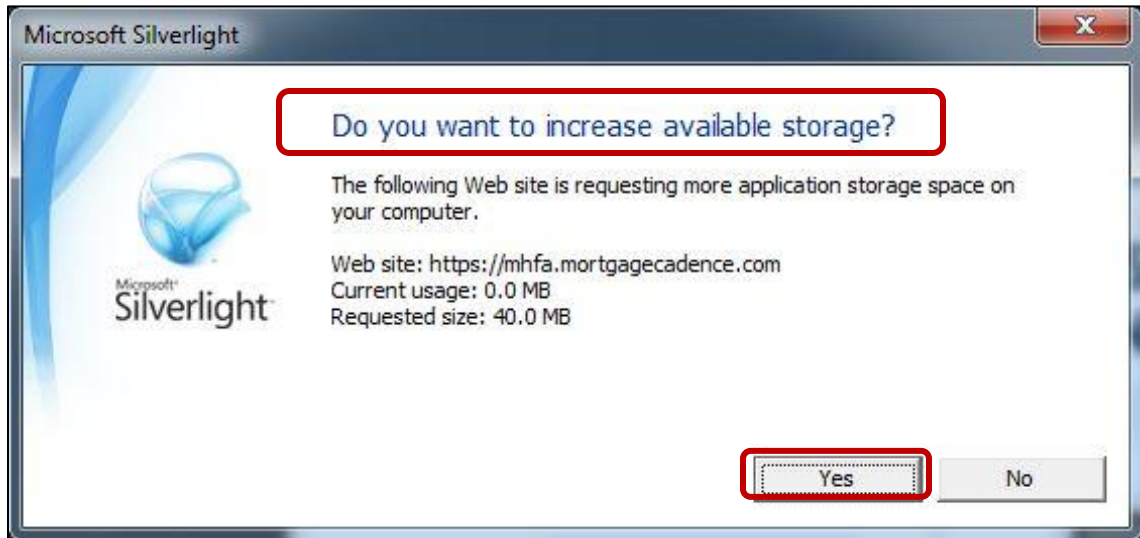 Microsoft Silverlight
X
Do you want to increase available storage?
The following Web site is requesting more application storage space on
your computer.
Web site: https://mhfa.mortgagecadence.com
Current usage: 0.0 MB
Requested size: 40.0 MB
Microsoft®
Silverlight™
Yes
No